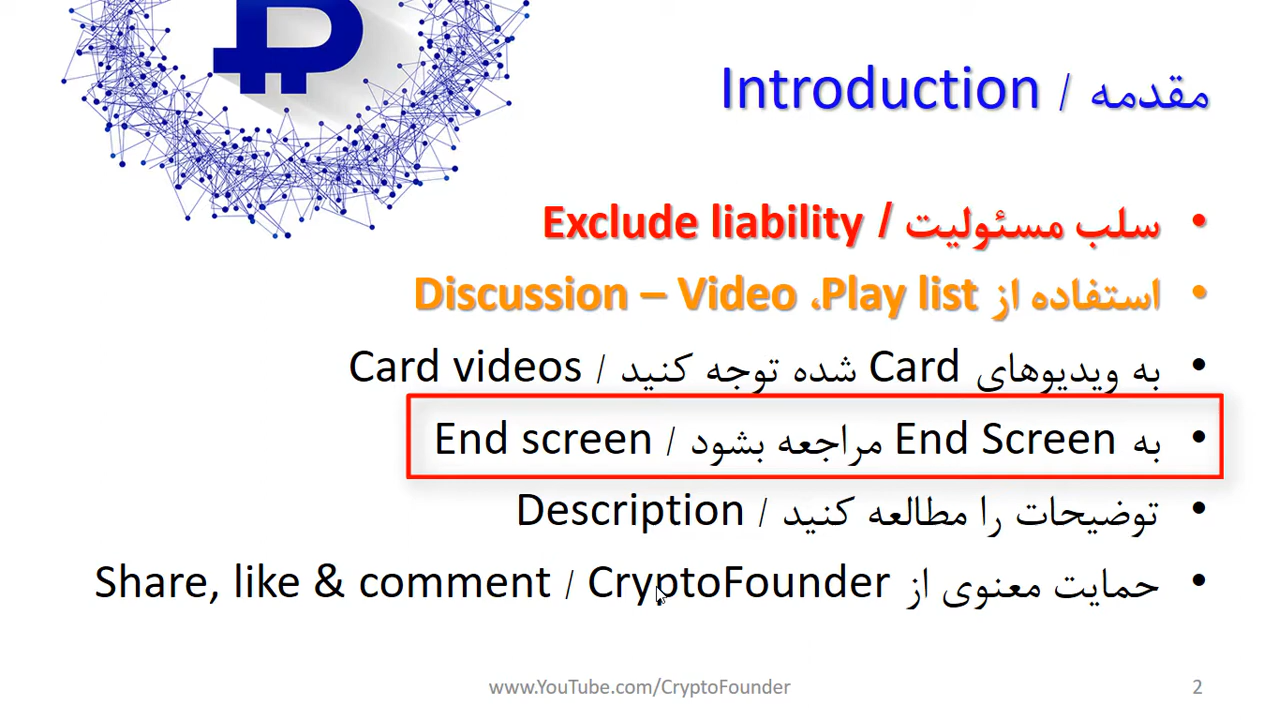 مقدمه / Introduction
• سلب مسئولیت / Exclude liability
• استفاده از Discussion – Video ،Play list
• به ویدیوهای Card شده توجه کنید / Card videos
• به End Screen مراجعه بشود / End screen
• توضیحات را مطالعه کنید / Description
• حمایت معنوی از CryptoFounder / Share, like & comment
www.YouTube.com/CryptoFounder
2